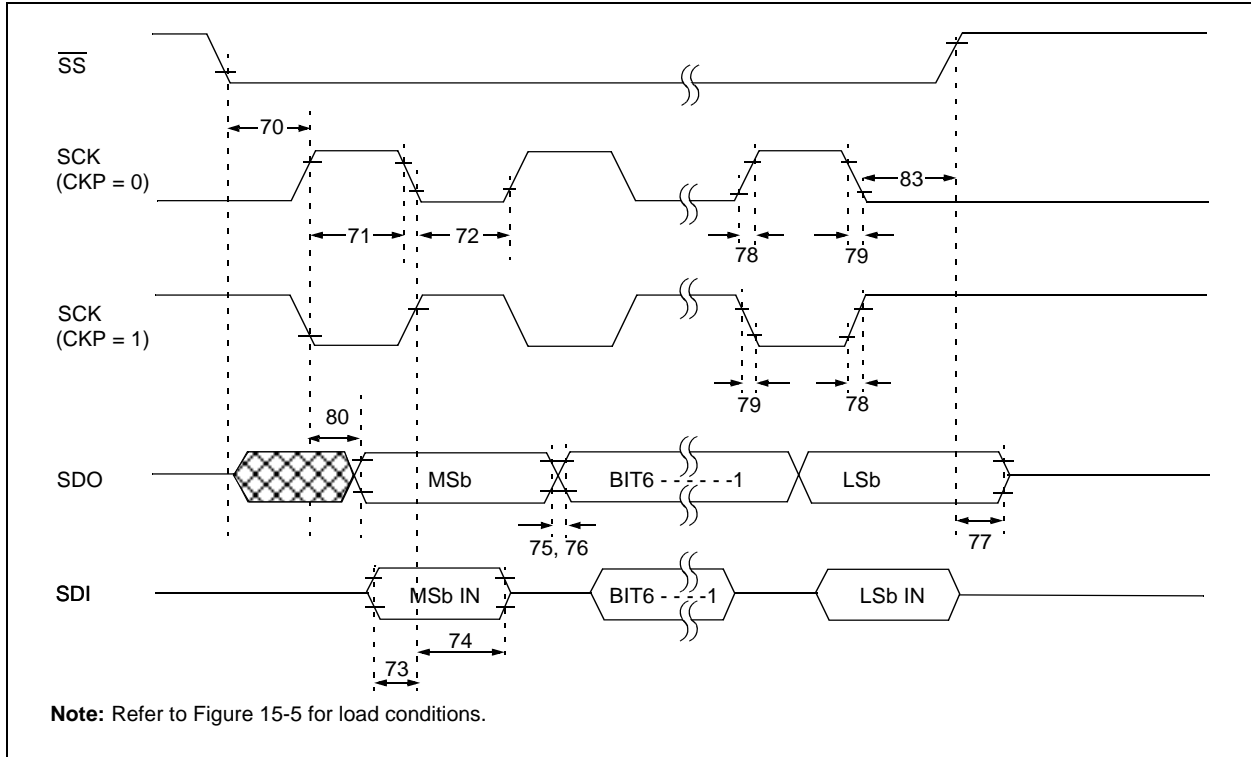 SS
70
SCK
(CKP = 0)
83
71
72
78
79
SCK
(CKP = 1)
79
78
80
SDO
MSb
BIT6 - - - - - -1
LSb
75, 76
77
SDI
MSb IN
BIT6 - - - -1
LSb IN
74
73
Note: Refer to Figure 15-5 for load conditions.